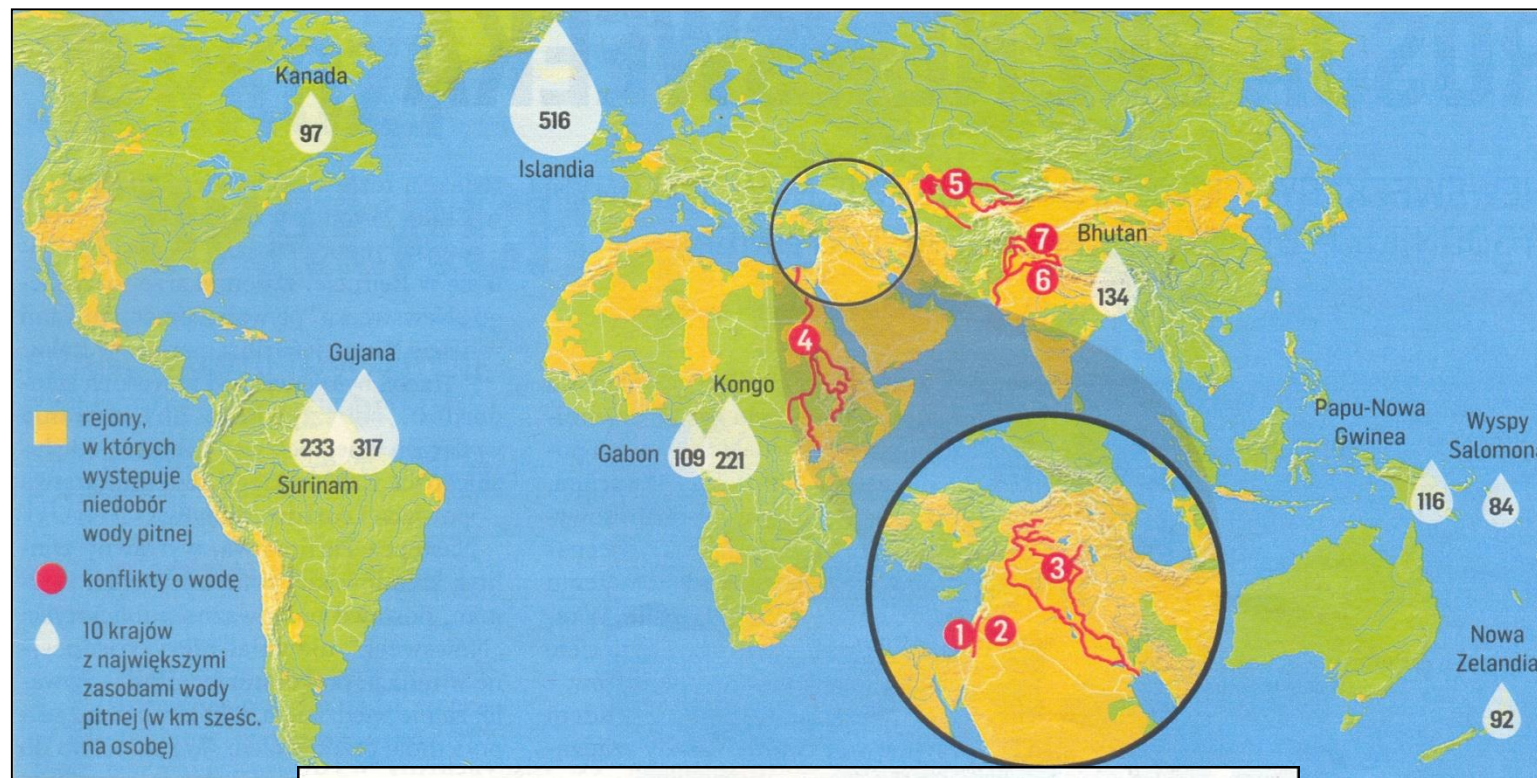 Kanada
97
516
Islandia
5
7
Bhutan
6
134
4
Gujana
Kongo
233
317
Surinam
Gabon
109
221
Papu-Nowa
Gwinea
Wyspy
Salomona
116
84
rejony,
w których
występuje
niedobór
wody pitnej
konflikty o wodę
10 krajów
z największymi
zasobami wody
pitnej (w km sześc.
na osobę)
3
1
2
Nowa
Zelandia
92